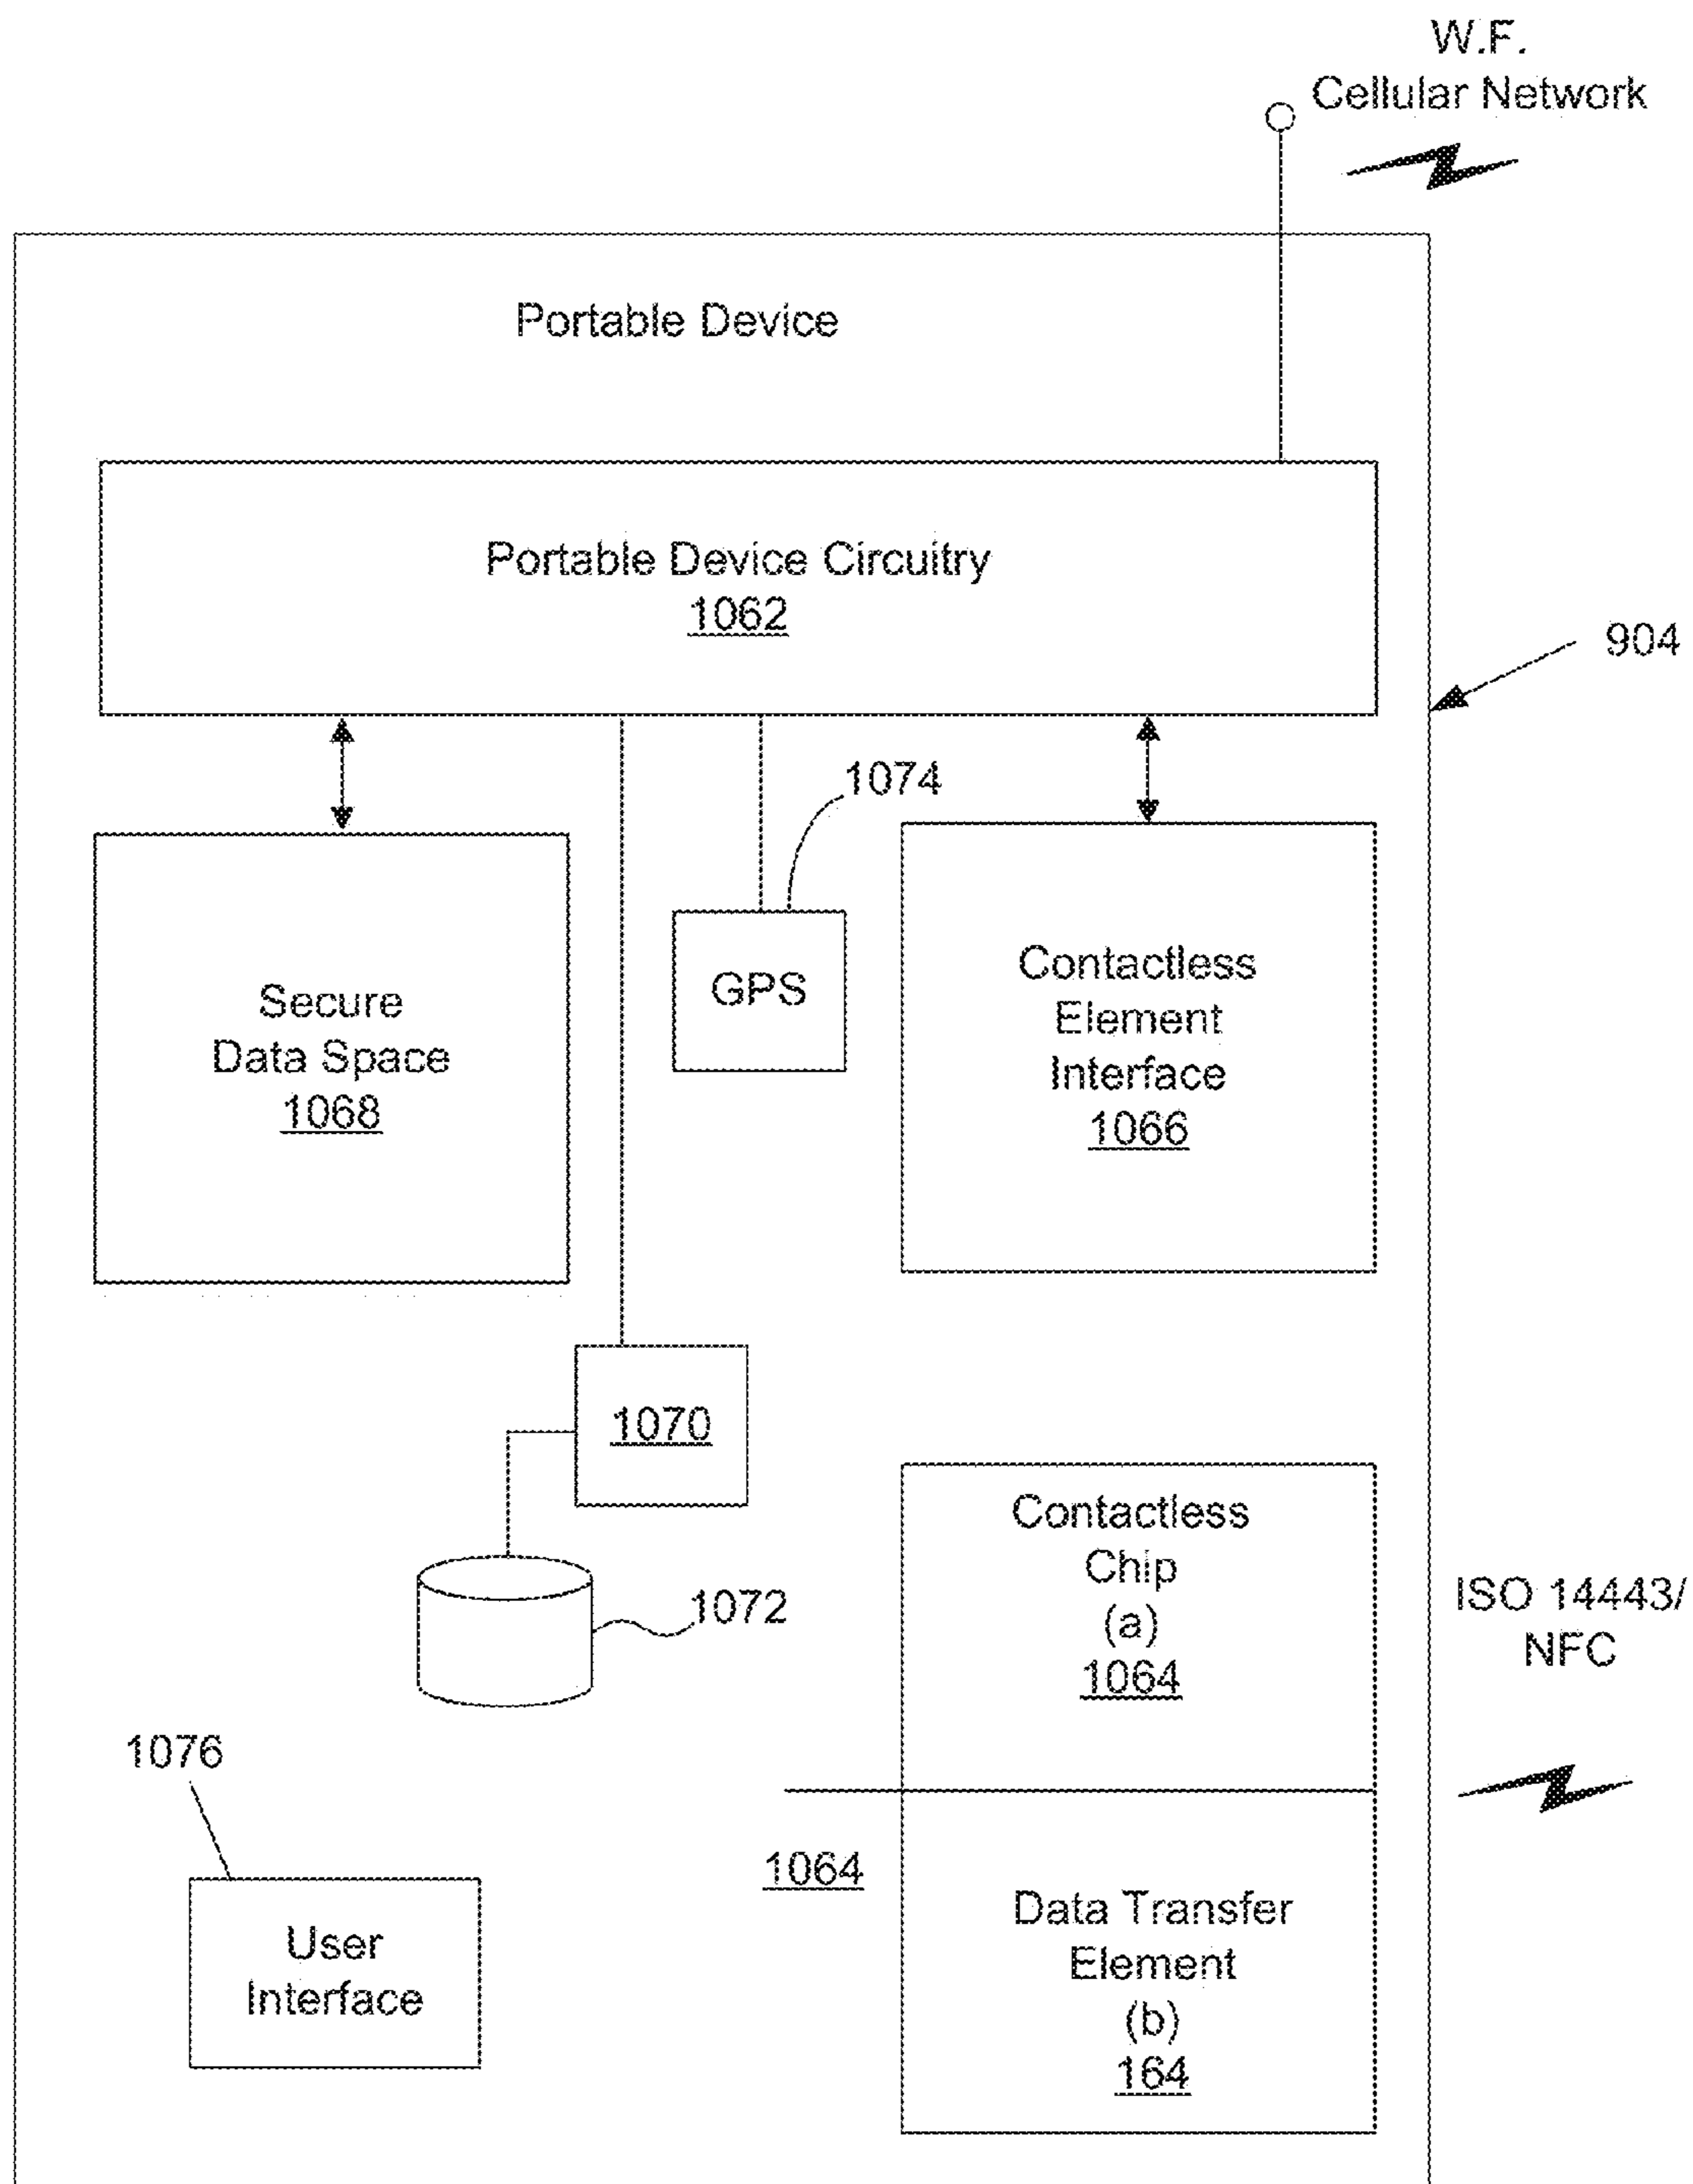 W.F.
Cellular Network
Portable Device
Portable Device Circuitry
1062
904
1074
Secure
Data Space
1068
GPS
Contactless
Element
Interface
1066
1070
1072
Contactless
Chip
(a)
1064
ISO 14443/
NFC
1076
User
Interface
1064
Data Transfer
Element
(b)
164